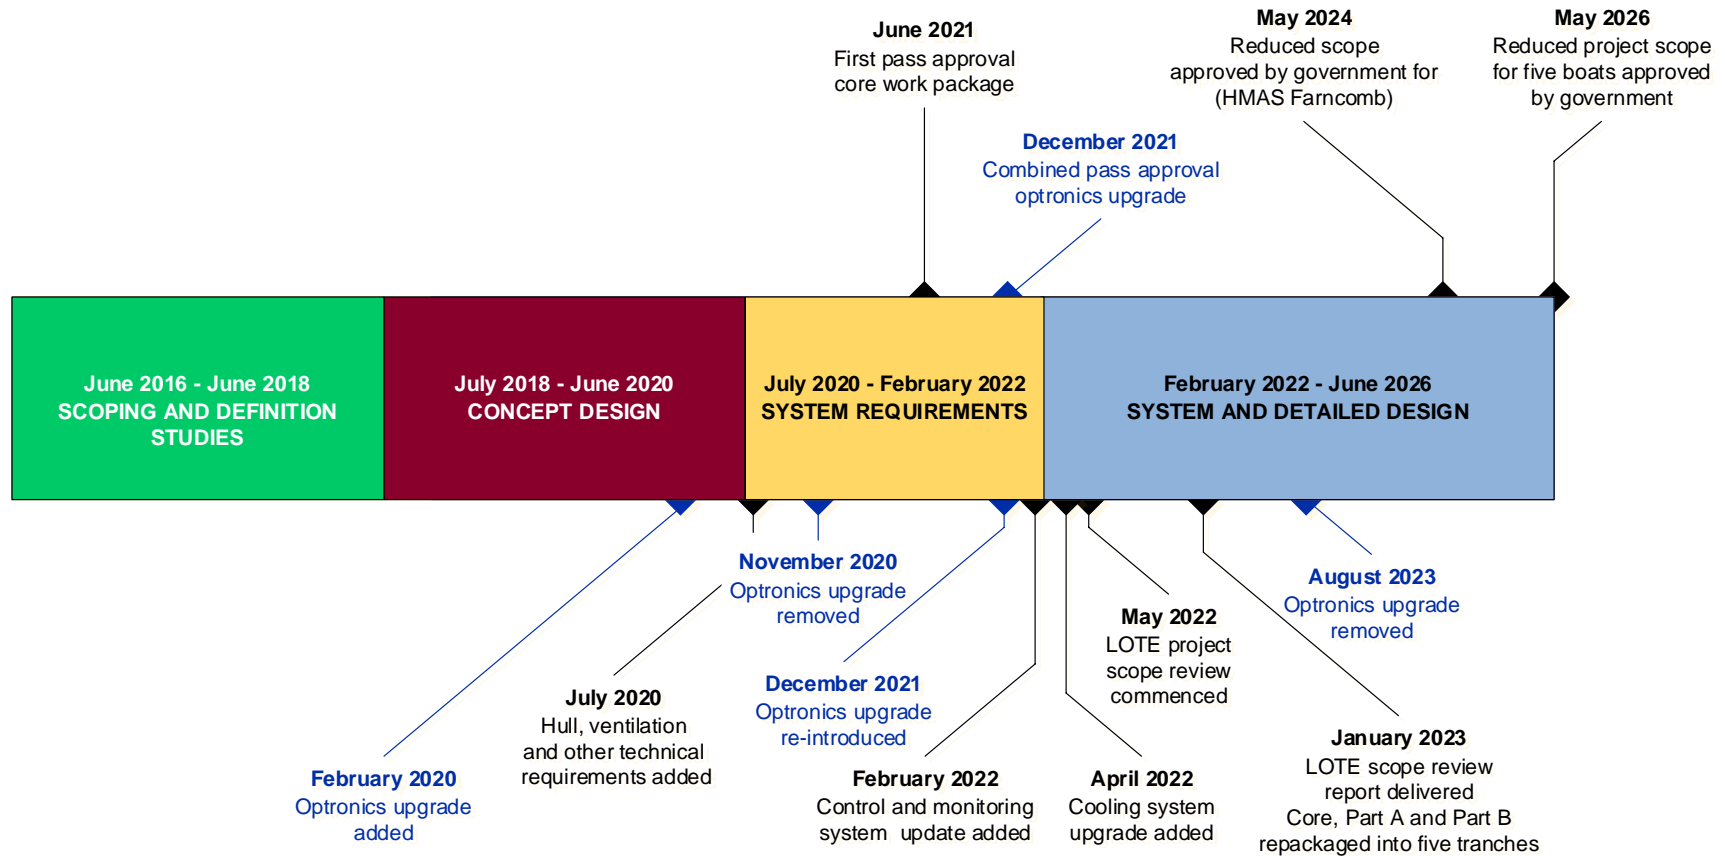 June 2021
First pass approval
core work package
May 2024
Reduced scope
approved by government for
(HMAS Farncomb)
May 2026
Reduced project scope
for five boats approved
by government
December 2021
Combined pass approval
optronics upgrade
June 2016 - June 2018
SCOPING AND DEFINITION
STUDIES
July 2018 - June 2020
CONCEPT DESIGN
July 2020 - February 2022
SYSTEM REQUIREMENTS
February 2022 - June 2026
SYSTEM AND DETAILED DESIGN
February 2020
Optronics upgrade
added
July 2020
Hull, ventilation
and other technical
requirements added
November 2020
Optronics upgrade
removed
December 2021
Optronics upgrade
re-introduced
February 2022
Control and monitoring
system update added
April 2022
Cooling system
upgrade added
May 2022
LOTE project
scope review
commenced
January 2023
LOTE scope review
report delivered
Core, Part A and Part B
repackaged into five tranches
August 2023
Optronics upgrade
removed